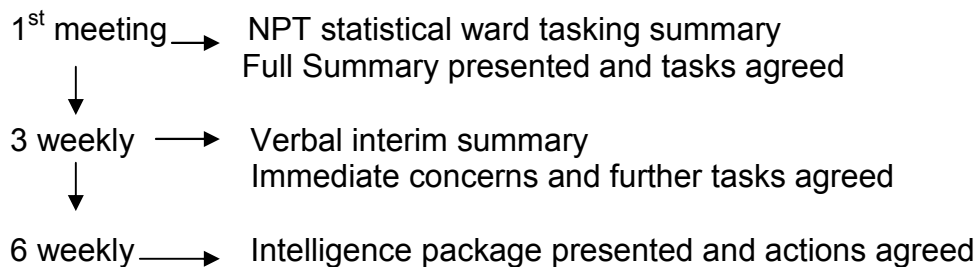 1st meeting NPT statistical ward tasking summary
Full Summary presented and tasks agreed
3 weekly Verbal interim summary
Immediate concerns and further tasks agreed
6 weekly Intelligence package presented and actions agreed